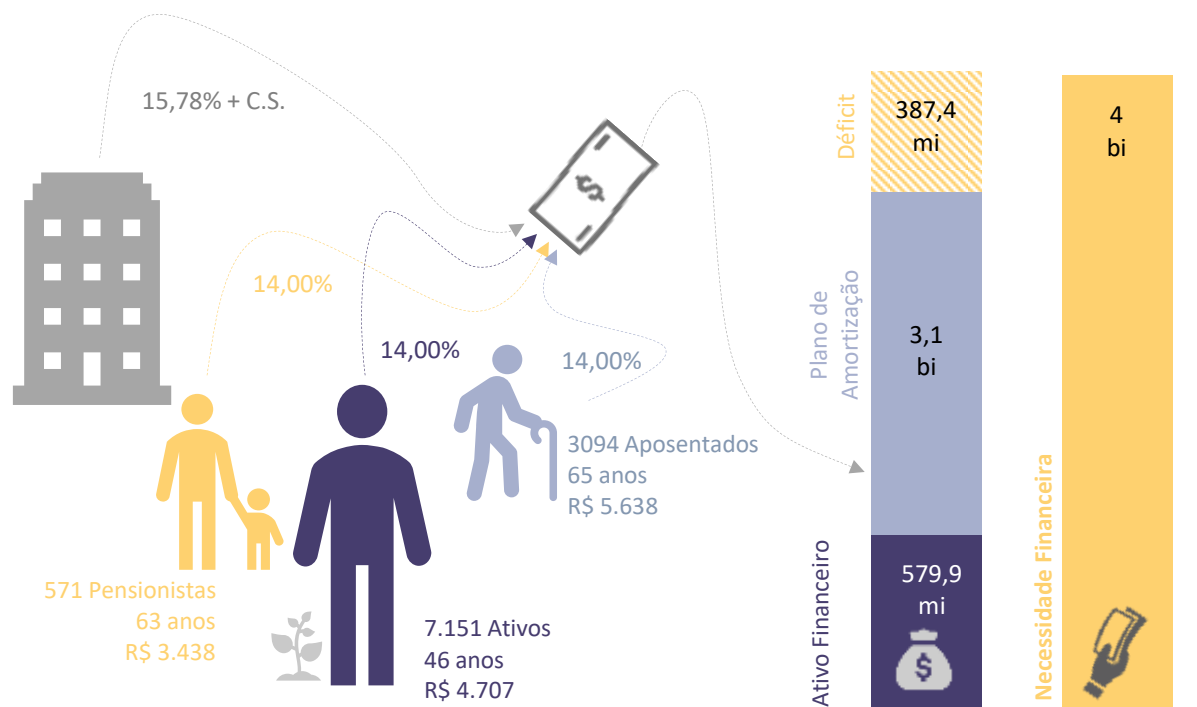 15,78% + C.S.
14,00%
14,00%
14,00%
$
3094 Aposentados
65 anos
R$ 5.638
571 Pensionistas
63 anos
R$ 3.438
7.151 Ativos
46 anos
R$ 4.707
Déficit
387,4
mi
Plano de
Amortização
3,1
bi
Ativo Financeiro
579,9
mi
$
Necessidade Financeira
4
bi